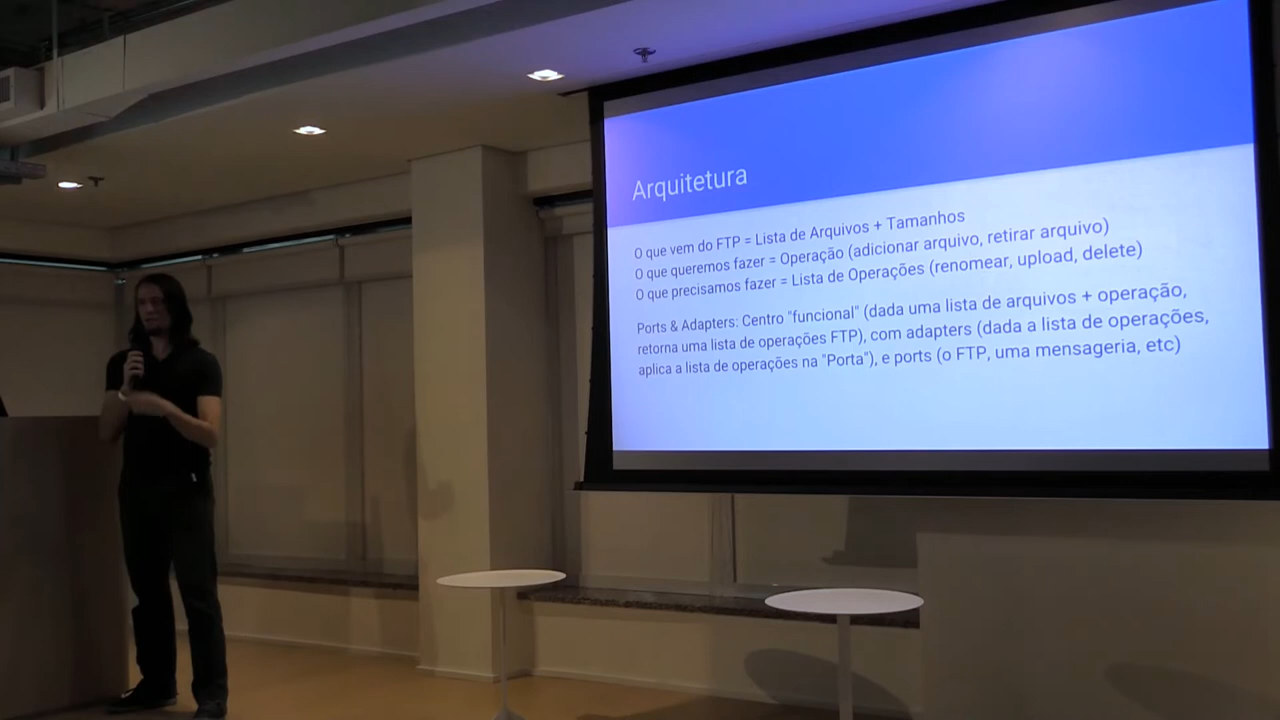 Arquitetura
O que vem do FTP = Lista de Arquivos + Tamanhos
O que queremos fazer = Operação (adicionar arquivo, retirar arquivo)
O que precisamos fazer = Lista de Operações (renomear, upload, delete)
Ports & Adapters: Centro "funcional" (dada uma lista de arquivos + operação,
retorna uma lista de operações FTP), com adapters (dada a lista de operações,
aplica a lista de operações na "Porta"), e ports (o FTP, uma mensageria, etc)